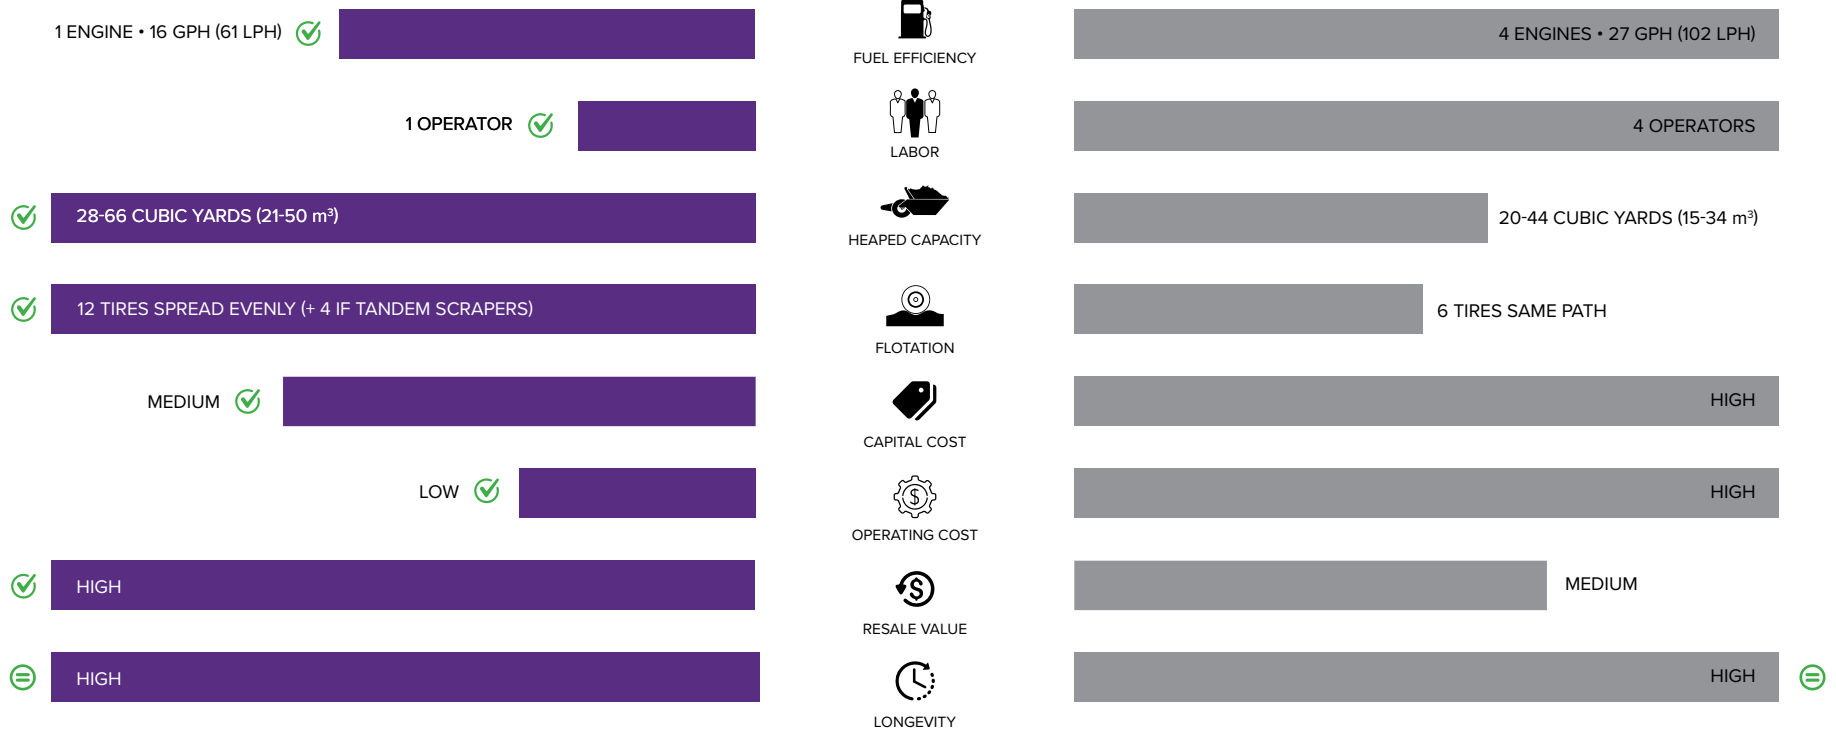 1 ENGINE • 16 GPH (61 LPH)
FUEL EFFICIENCY
4 ENGINES • 27 GPH (102 LPH)
1 OPERATOR
LABOR
4 OPERATORS
28-66 CUBIC YARDS (21-50 m³)
HEAPED CAPACITY
20-44 CUBIC YARDS (15-34 m³)
12 TIRES SPREAD EVENLY (+ 4 IF TANDEM SCRAPERS)
FLOTATION
6 TIRES SAME PATH
MEDIUM
CAPITAL COST
HIGH
LOW
OPERATING COST
HIGH
HIGH
RESALE VALUE
MEDIUM
HIGH
LONGEVITY
HIGH